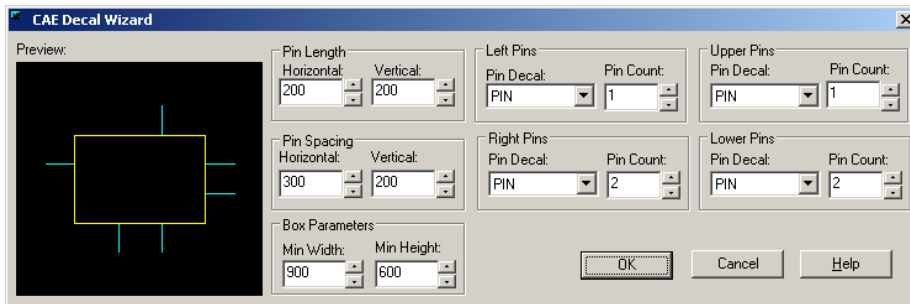 CAE Decal Wizard
Preview:
Pin Length
Horizontal: Vertical:
200 200
Pin Spacing
Horizontal: Vertical:
300 200
Box Parameters
Min Width: Min Height:
900 600
Left Pins
Pin Decal: Pin Count:
PIN 1
Right Pins
Pin Decal: Pin Count:
PIN 2
Upper Pins
Pin Decal: Pin Count:
PIN 1
Lower Pins
Pin Decal: Pin Count:
PIN 2
OK Cancel Help